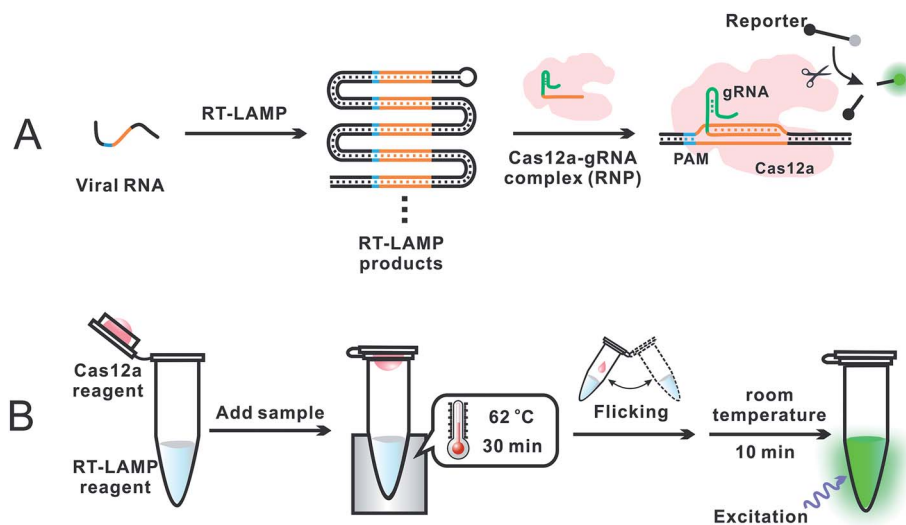 A
Viral RNA
RT-LAMP
RT-LAMP
products
Cas12a-gRNA
complex (RNP)
Reporter
gRNA
PAM
Cas12a
B
Cas12a
reagent
RT-LAMP
reagent
Add sample
62 °C
30 min
Flicking
room
temperature
10 min
Excitation